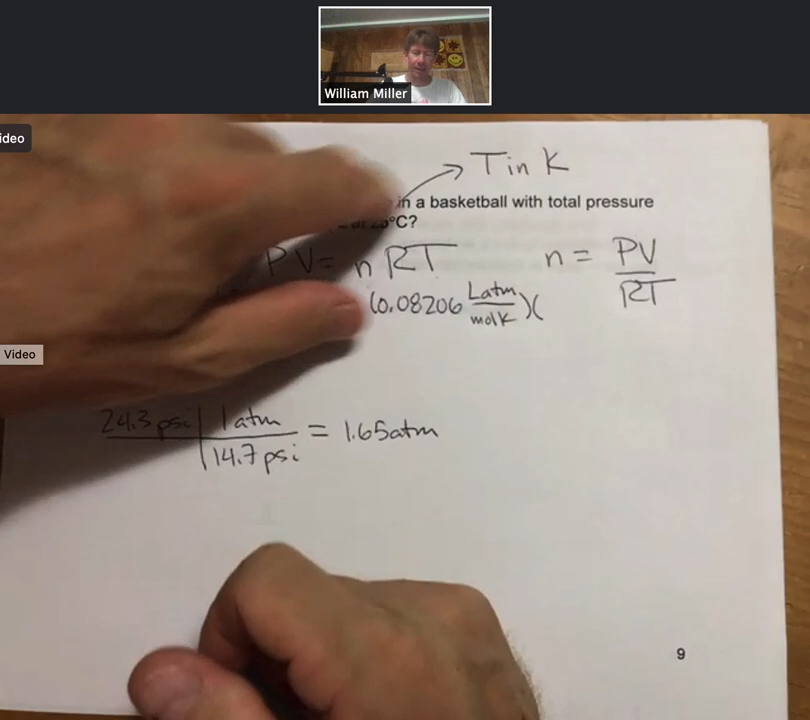 William Miller
ideo
T in K
in a basketball with total pressure
°C?
PV = nRT
n = PV
RT
(0.08206 Latm
molK )(
Video
24.3 psi | 1 atm
14.7 psi
= 1.65 atm
9